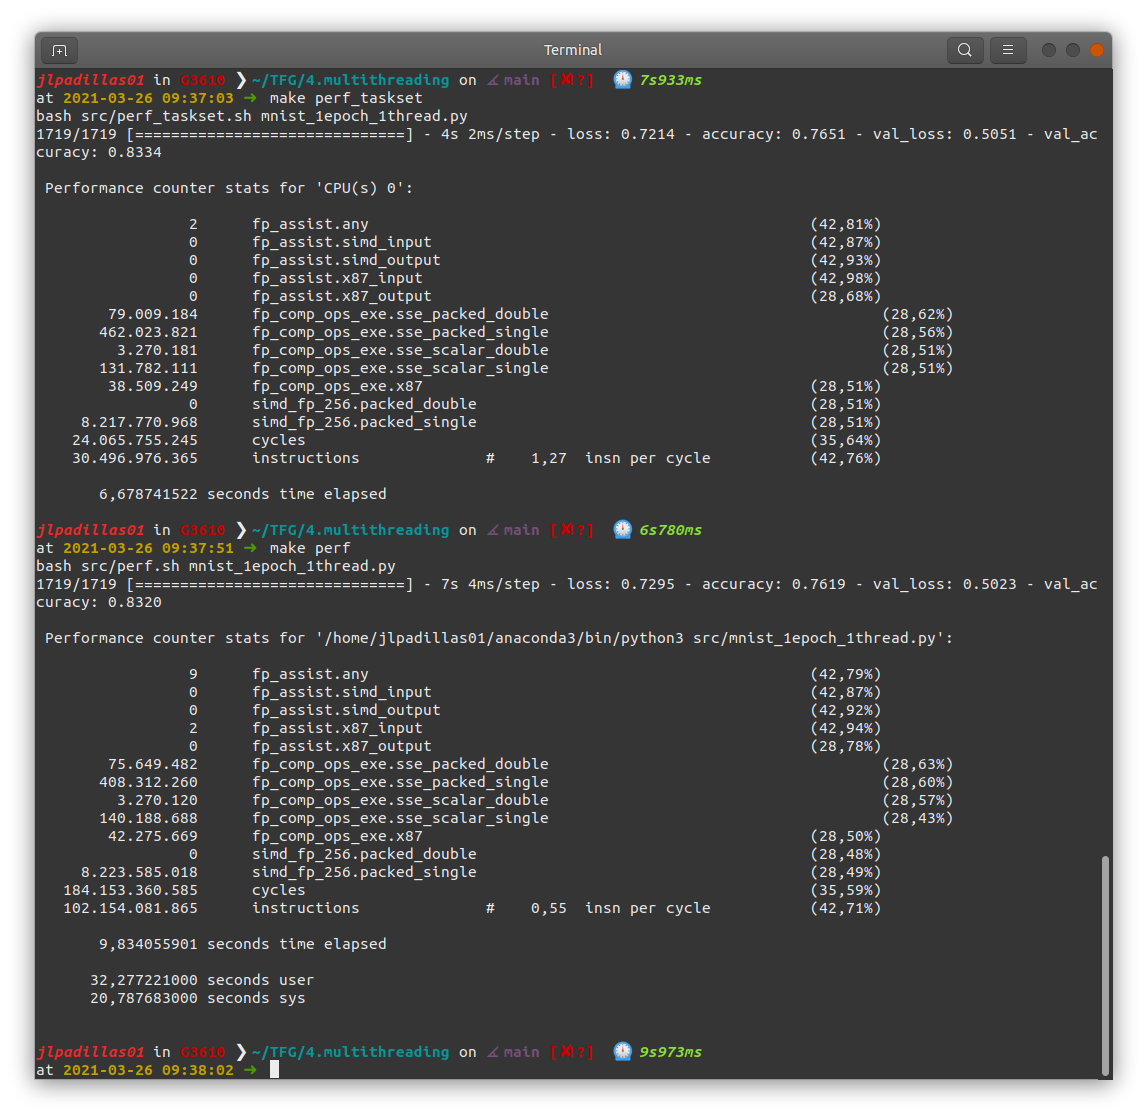 Terminal
jlpadillas01 in G3610 ❯~/TFG/4.multithreading on ∡ main [✘?] 7s933ms
at 2021-03-26 09:37:03 ➜ make perf_taskset
bash src/perf_taskset.sh mnist_1epoch_1thread.py
1719/1719 [==============================] - 4s 2ms/step - loss: 0.7214 - accuracy: 0.7651 - val_loss: 0.5051 - val_ac
curacy: 0.8334
Performance counter stats for 'CPU(s) 0':
2 fp_assist.any (42,81%)
0 fp_assist.simd_input (42,87%)
0 fp_assist.simd_output (42,93%)
0 fp_assist.x87_input (42,98%)
0 fp_assist.x87_output (28,68%)
79.009.184 fp_comp_ops_exe.sse_packed_double (28,62%)
462.023.821 fp_comp_ops_exe.sse_packed_single (28,56%)
3.270.181 fp_comp_ops_exe.sse_scalar_double (28,51%)
131.782.111 fp_comp_ops_exe.sse_scalar_single (28,51%)
38.509.249 fp_comp_ops_exe.x87 (28,51%)
0 simd_fp_256.packed_double (28,51%)
8.217.770.968 simd_fp_256.packed_single (28,51%)
24.065.755.245 cycles (35,64%)
30.496.976.365 instructions # 1,27 insn per cycle (42,76%)
6,678741522 seconds time elapsed
jlpadillas01 in G3610 ❯~/TFG/4.multithreading on ∡ main [✘?] 6s780ms
at 2021-03-26 09:37:51 ➜ make perf
bash src/perf.sh mnist_1epoch_1thread.py
1719/1719 [==============================] - 7s 4ms/step - loss: 0.7295 - accuracy: 0.7619 - val_loss: 0.5023 - val_ac
curacy: 0.8320
Performance counter stats for '/home/jlpadillas01/anaconda3/bin/python3 src/mnist_1epoch_1thread.py':
9 fp_assist.any (42,79%)
0 fp_assist.simd_input (42,87%)
0 fp_assist.simd_output (42,92%)
2 fp_assist.x87_input (42,94%)
0 fp_assist.x87_output (28,78%)
75.649.482 fp_comp_ops_exe.sse_packed_double (28,63%)
408.312.260 fp_comp_ops_exe.sse_packed_single (28,60%)
3.270.120 fp_comp_ops_exe.sse_scalar_double (28,57%)
140.188.688 fp_comp_ops_exe.sse_scalar_single (28,43%)
42.275.669 fp_comp_ops_exe.x87 (28,50%)
0 simd_fp_256.packed_double (28,48%)
8.223.585.018 simd_fp_256.packed_single (28,49%)
184.153.360.585 cycles (35,59%)
102.154.081.865 instructions # 0,55 insn per cycle (42,71%)
9,834055901 seconds time elapsed
32,277221000 seconds user
20,787683000 seconds sys
jlpadillas01 in G3610 ❯~/TFG/4.multithreading on ∡ main [✘?] 9s973ms
at 2021-03-26 09:38:02 ➜